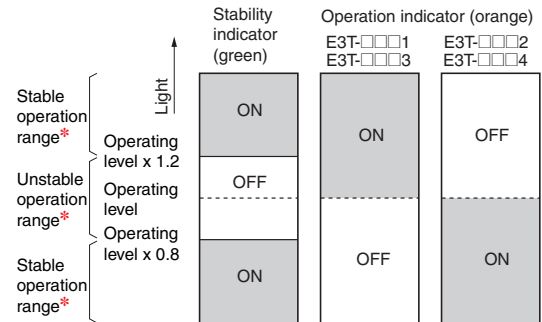 Stability
indicator
(green)
Operation indicator (orange)
E3T-□□□1
E3T-□□□3
E3T-□□□2
E3T-□□□4
Light
Stable
operation
range*
Operating
level x 1.2
Unstable
operation
range*
Operating
level
Operating
level x 0.8
Stable
operation
range*
ON
OFF
ON
ON
OFF
OFF
ON